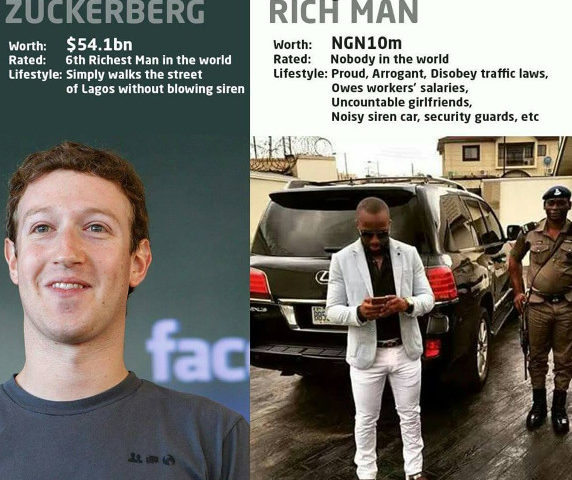 ZUCKERBERG
Worth: $54.1bn
Rated: 6th Richest Man in the world
Lifestyle: Simply walks the street
of Lagos without blowing siren
RICH MAN
Worth: NGN10m
Rated: Nobody in the world
Lifestyle: Proud, Arrogant, Disobey traffic laws,
Owes workers' salaries,
Uncountable girlfriends,
Noisy siren car, security guards, etc
fac